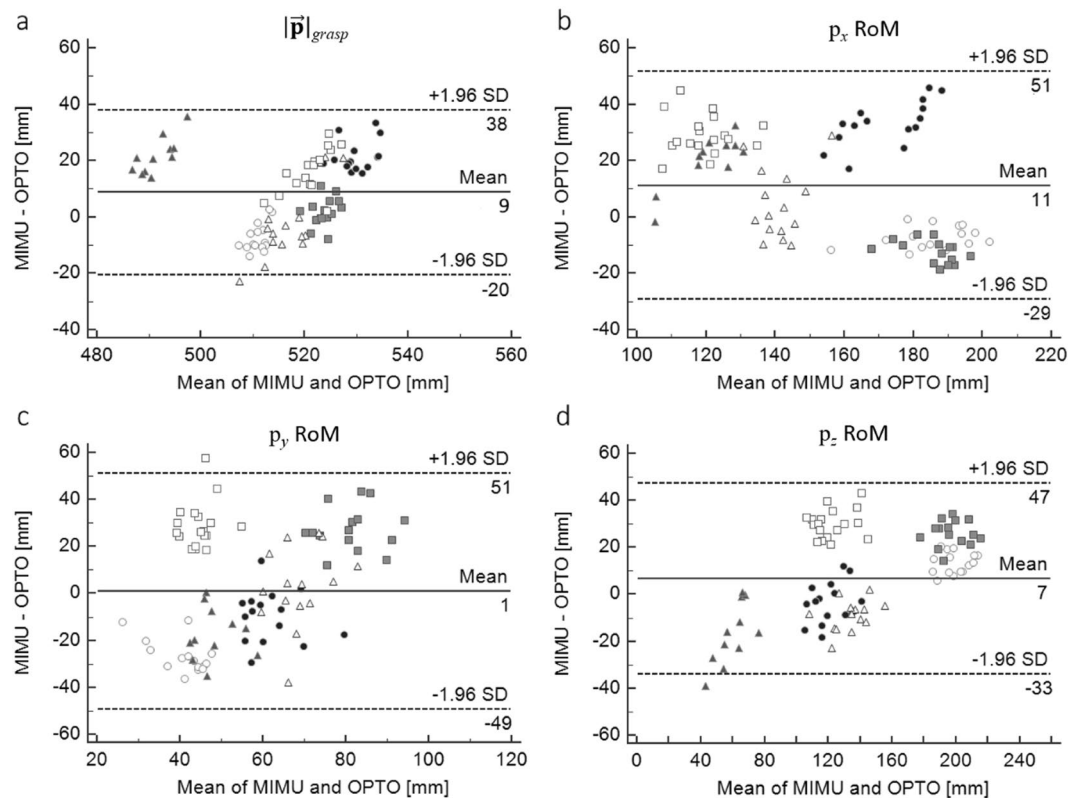 a
|p⃗|grasp
MIMU - OPTO [mm]
60
40
20
0
-20
-40
+1.96 SD
38
Mean
9
-1.96 SD
-20
480 500 520 540 560
Mean of MIMU and OPTO [mm]
b
px RoM
MIMU - OPTO [mm]
60
40
20
0
-20
-40
+1.96 SD
51
Mean
11
-1.96 SD
-29
100 120 140 160 180 200 220
Mean of MIMU and OPTO [mm]
c
py RoM
MIMU - OPTO [mm]
60
40
20
0
-20
-40
-60
+1.96 SD
51
Mean
1
-1.96 SD
-49
20 40 60 80 100 120
Mean of MIMU and OPTO [mm]
d
pz RoM
MIMU - OPTO [mm]
60
40
20
0
-20
-40
-60
+1.96 SD
47
Mean
7
-1.96 SD
-33
0 40 80 120 160 200 240
Mean of MIMU and OPTO [mm]